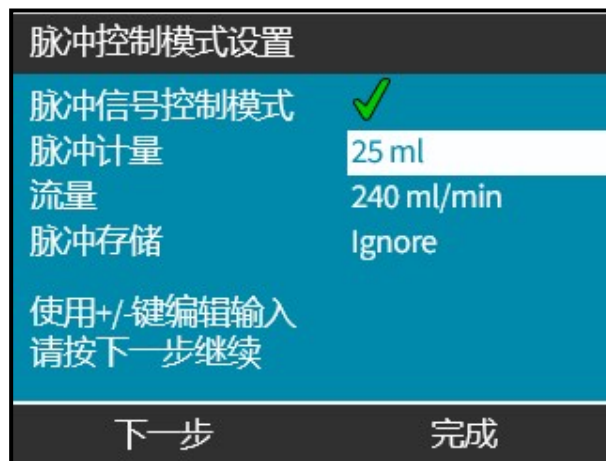 脉冲控制模式设置
脉冲信号控制模式
脉冲计量 25 ml
流量 240 ml/min
脉冲存储 Ignore
使用+/-键编辑输入
请按下一步继续
下一步 完成